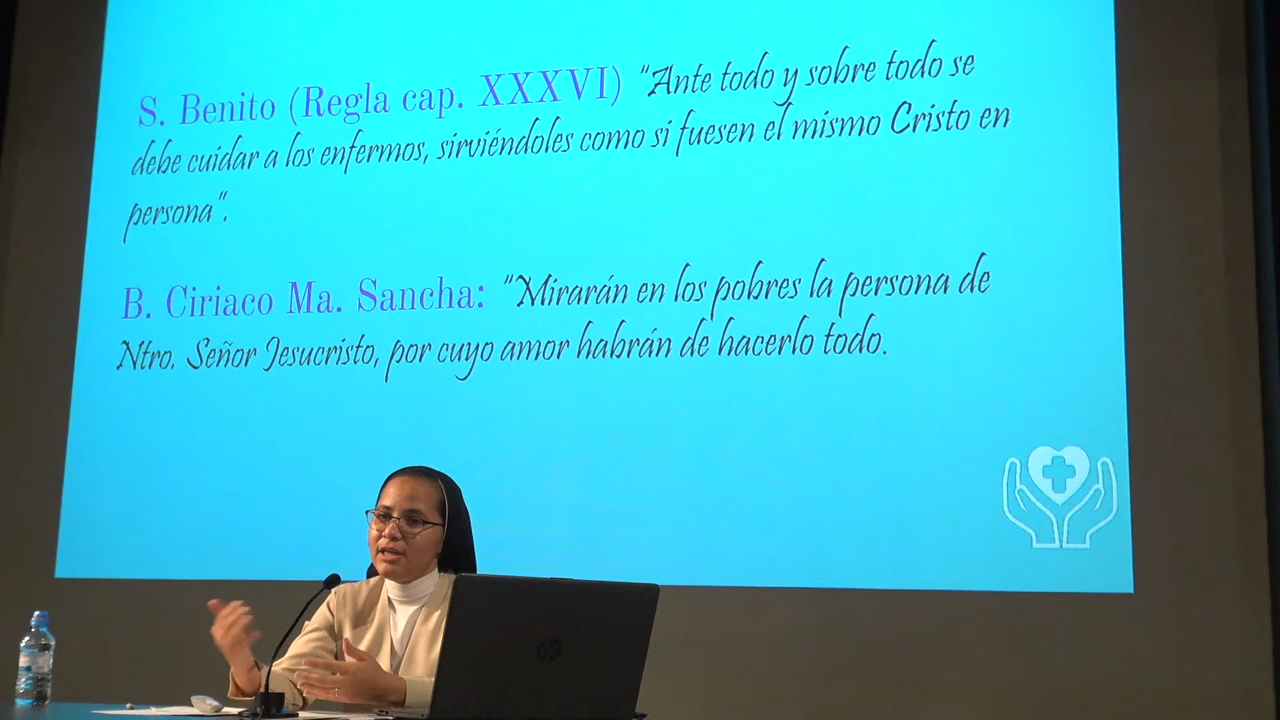 S. Benito (Regla cap. XXXVI) "Ante todo y sobre todo se
debe cuidar a los enfermos, sirviéndoles como si fuesen el mismo Cristo en
persona".
B. Ciriaco Ma. Sancha: "Mirarán en los pobres la persona de
Ntro. Señor Jesucristo, por cuyo amor habrán de hacerlo todo.
hp